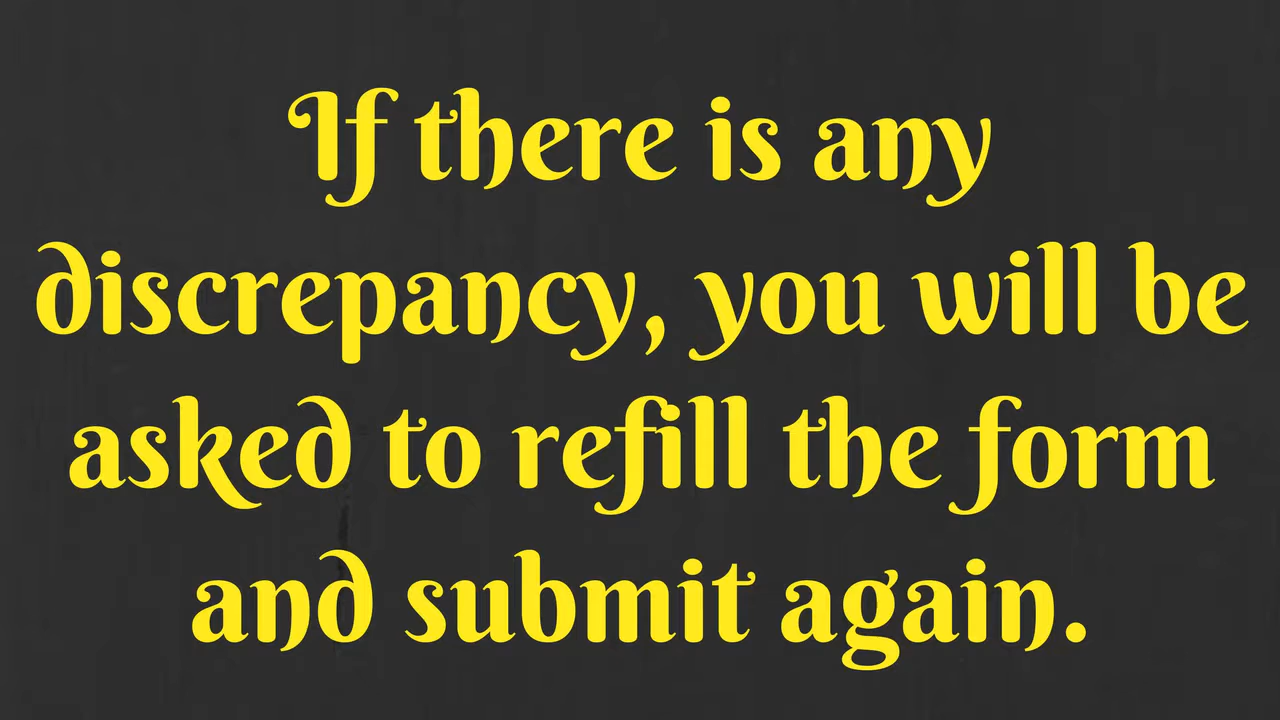 If there is any
discrepancy, you will be
asked to refill the form
and submit again.